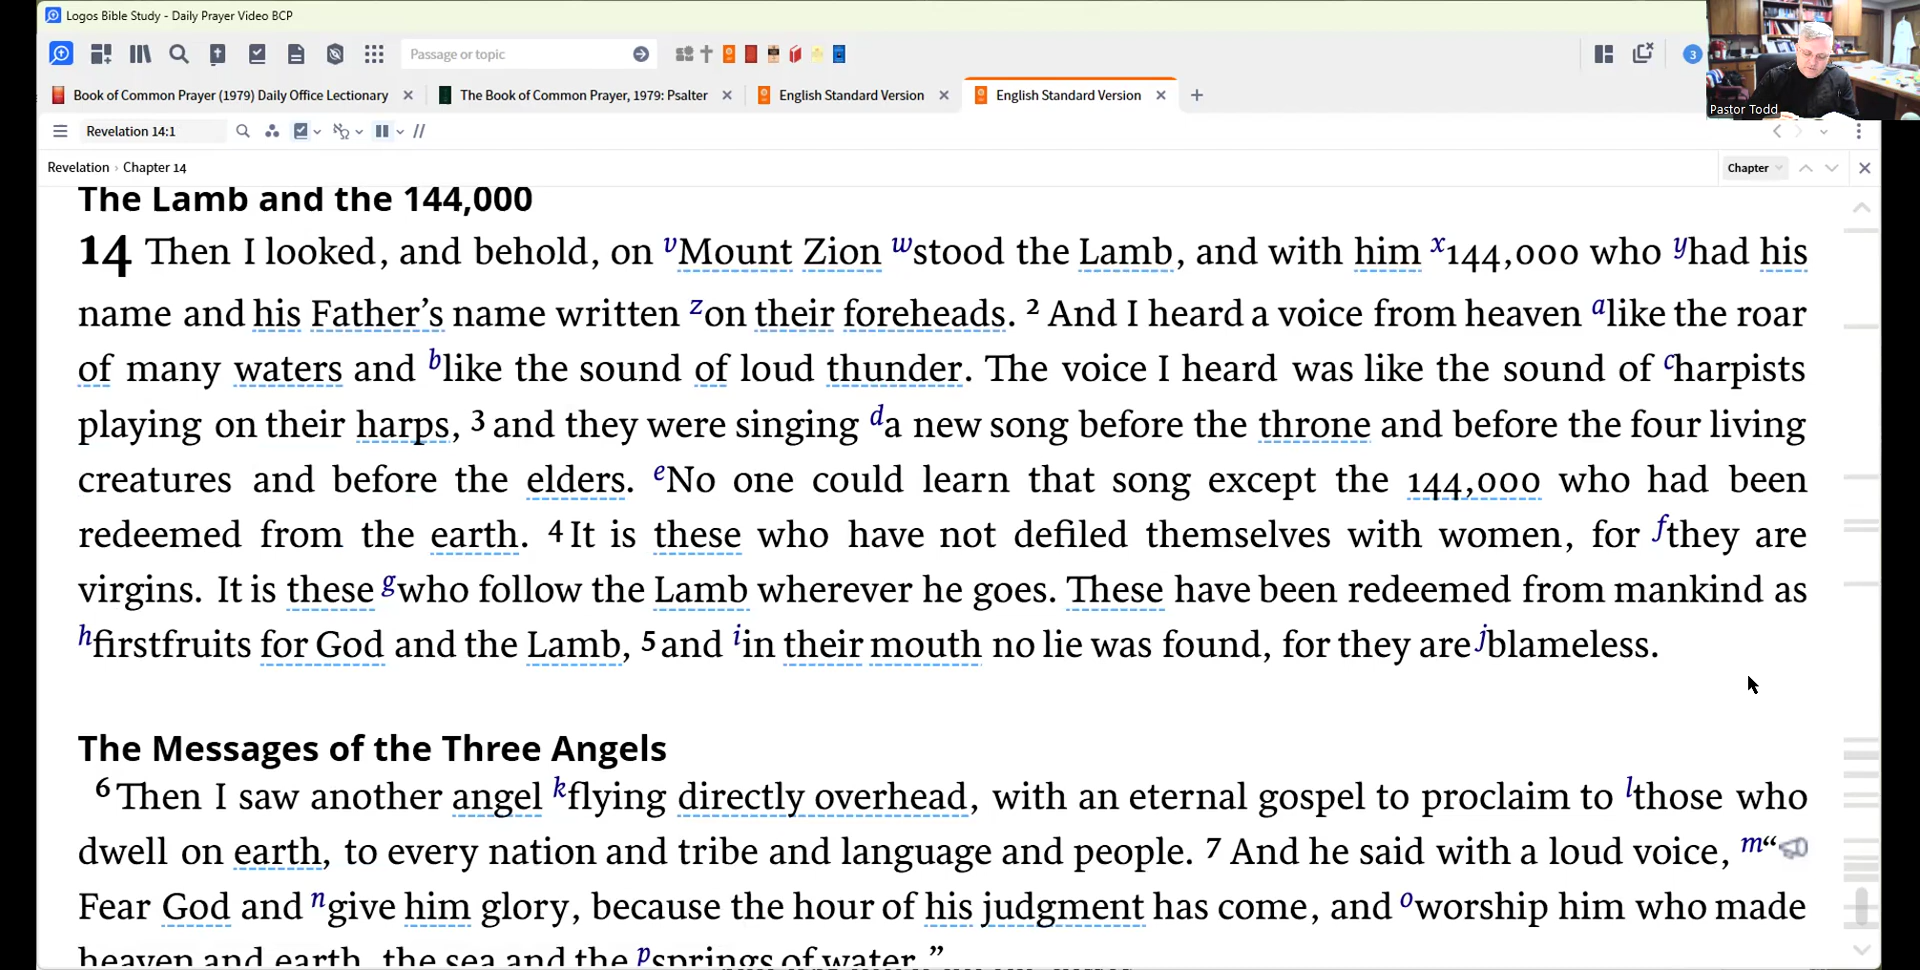 Logos Bible Study - Daily Prayer Video BCP
Passage or topic
3
Pastor Todd
Book of Common Prayer (1979) Daily Office Lectionary
The Book of Common Prayer, 1979: Psalter
English Standard Version
English Standard Version
Revelation 14:1
Revelation › Chapter 14
Chapter
The Lamb and the 144,000
14 Then I looked, and behold, on vMount Zion wstood the Lamb, and with him x144,000 who yhad his
name and his Father’s name written zon their foreheads. 2 And I heard a voice from heaven alike the roar
of many waters and blike the sound of loud thunder. The voice I heard was like the sound of charpists
playing on their harps, 3 and they were singing da new song before the throne and before the four living
creatures and before the elders. eNo one could learn that song except the 144,000 who had been
redeemed from the earth. 4 It is these who have not defiled themselves with women, for fthey are
virgins. It is these gwho follow the Lamb wherever he goes. These have been redeemed from mankind as
hfirstfruits for God and the Lamb, 5 and iin their mouth no lie was found, for they are jblameless.
The Messages of the Three Angels
6 Then I saw another angel kflying directly overhead, with an eternal gospel to proclaim to lthose who
dwell on earth, to every nation and tribe and language and people. 7 And he said with a loud voice, m“
Fear God and ngive him glory, because the hour of his judgment has come, and oworship him who made
heaven and earth, the sea and the psprings of water.”